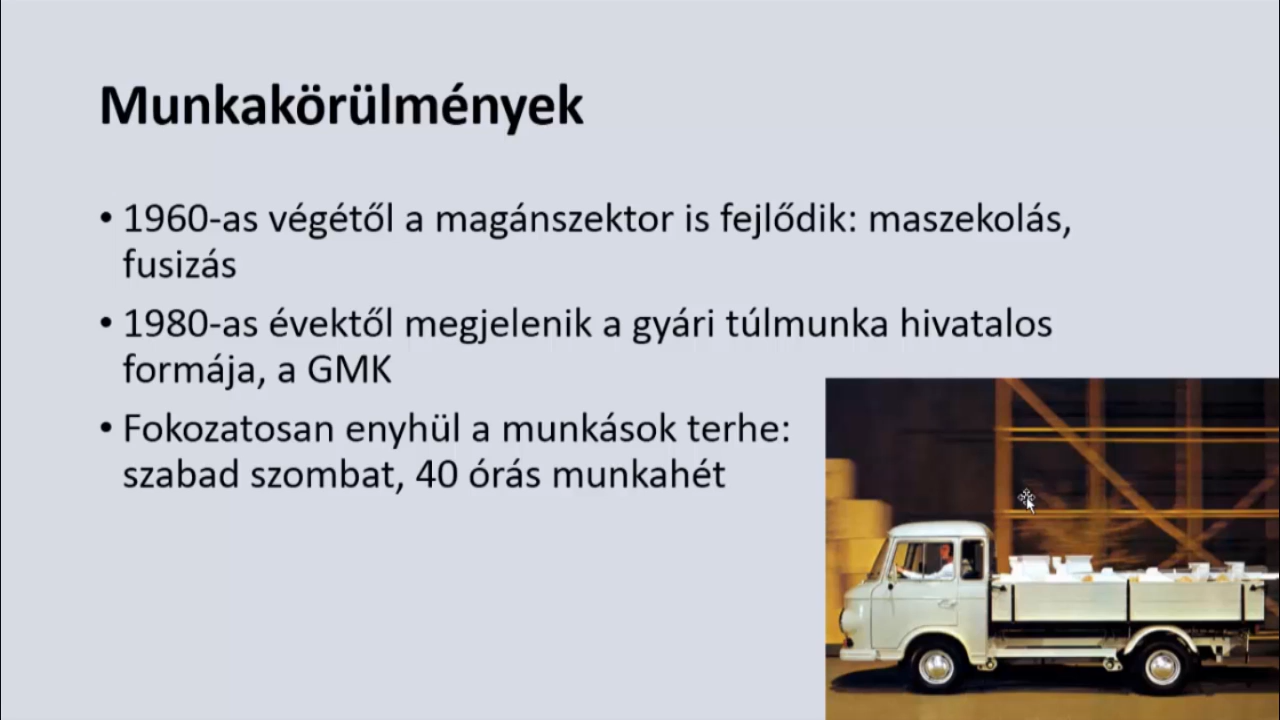 Munkakörülmények
• 1960-as végétől a magánszektor is fejlődik: maszekolás,
fusizás
• 1980-as évektől megjelenik a gyári túlmunka hivatalos
formája, a GMK
• Fokozatosan enyhül a munkások terhe:
szabad szombat, 40 órás munkahét